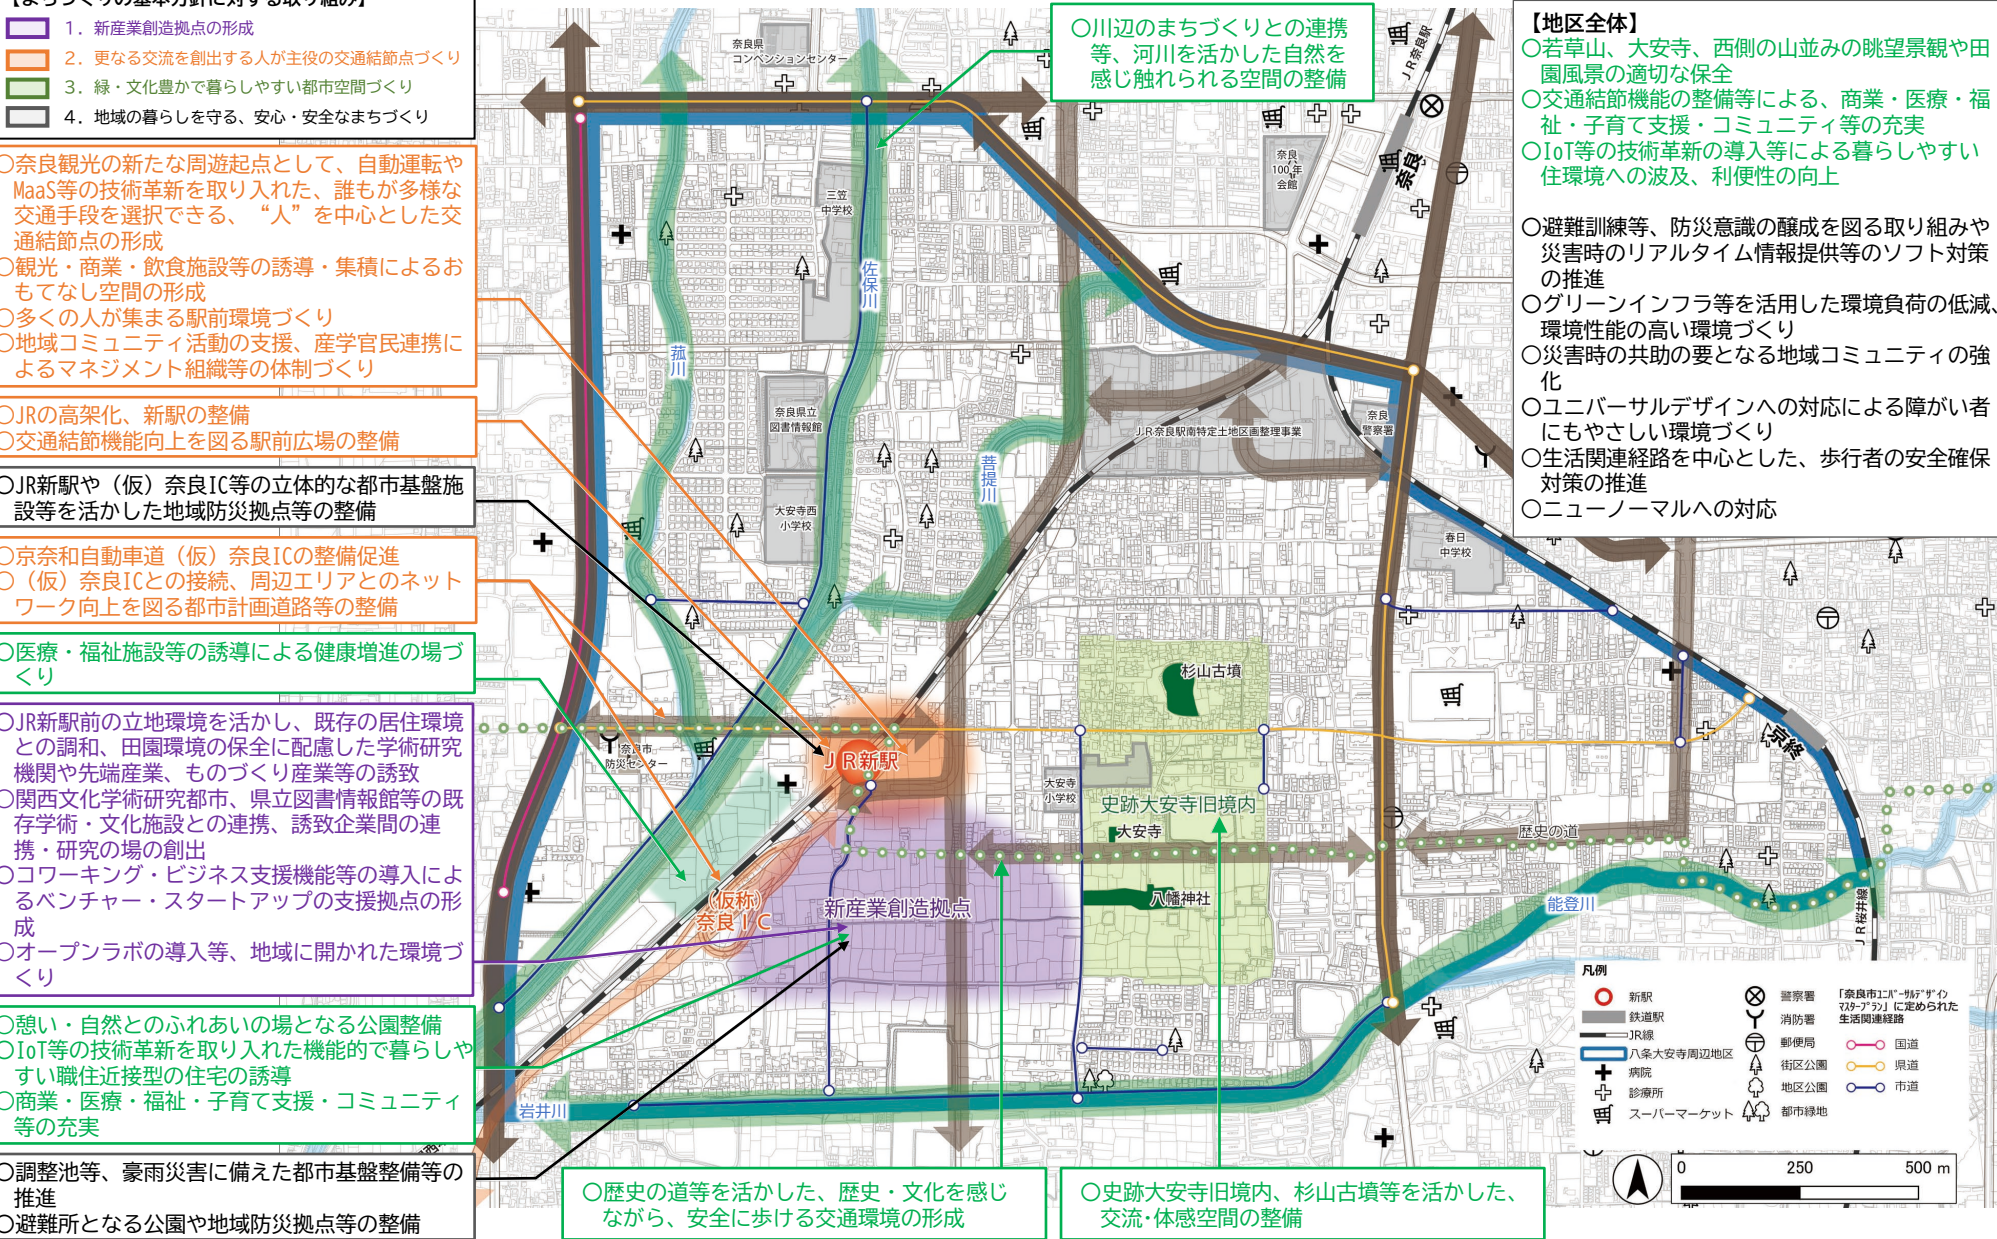 【まちづくりの基本方針に対する取り組み】
1. 新産業創造拠点の形成
2. 更なる交流を創出する人が主役の交通結節点づくり
3. 緑・文化豊かで暮らしやすい都市空間づくり
4. 地域の暮らしを守る、安心・安全なまちづくり
○奈良観光の新たな周遊起点として、自動運転や
MaaS等の技術革新を取り入れた、誰もが多様な
交通手段を選択できる、“人”を中心とした交
通結節点の形成
○観光・商業・飲食施設等の誘導・集積によるお
もてなし空間の形成
○多くの人が集まる駅前環境づくり
○地域コミュニティ活動の支援、産学官民連携に
よるマネジメント組織等の体制づくり
○JRの高架化、新駅の整備
○交通結節機能向上を図る駅前広場の整備
○JR新駅や（仮）奈良IC等の立体的な都市基盤施
設等を活かした地域防災拠点等の整備
○京奈和自動車道（仮）奈良ICの整備促進
○（仮）奈良ICとの接続、周辺エリアとのネット
ワーク向上を図る都市計画道路等の整備
○医療・福祉施設等の誘導による健康増進の場づ
くり
○JR新駅前の立地環境を活かし、既存の居住環境
との調和、田園環境の保全に配慮した学術研究
機関や先端産業、ものづくり産業等の誘致
○関西文化学術研究都市、県立図書情報館等の既
存学術・文化施設との連携、誘致企業間の連
携・研究の場の創出
○コワーキング・ビジネス支援機能等の導入によ
るベンチャー・スタートアップの支援拠点の形
成
○オープンラボの導入等、地域に開かれた環境づ
くり
○憩い・自然とのふれあいの場となる公園整備
○IoT等の技術革新を取り入れた機能的で暮らしや
すい職住近接型の住宅の誘導
○商業・医療・福祉・子育て支援・コミュニティ
等の充実
○調整池等、豪雨災害に備えた都市基盤整備等の
推進
○避難所となる公園や地域防災拠点等の整備
○川辺のまちづくりとの連携
等、河川を活かした自然を
感じ触れられる空間の整備
【地区全体】
○若草山、大安寺、西側の山並みの眺望景観や田
園風景の適切な保全
○交通結節機能の整備等による、商業・医療・福
祉・子育て支援・コミュニティ等の充実
○IoT等の技術革新の導入等による暮らしやすい
住環境への波及、利便性の向上
○避難訓練等、防災意識の醸成を図る取り組みや
災害時のリアルタイム情報提供等のソフト対策
の推進
○グリーンインフラ等を活用した環境負荷の低減、
環境性能の高い環境づくり
○災害時の共助の要となる地域コミュニティの強
化
○ユニバーサルデザインへの対応による障がい者
にもやさしい環境づくり
○生活関連経路を中心とした、歩行者の安全確保
対策の推進
○ニューノーマルへの対応
奈良県
コンベンションセンター
三笠
中学校
佐保川
菰川
奈良県立
図書情報館
大安寺西
小学校
菩提川
奈良
100年
会館
奈良
JR奈良駅
JR奈良駅南特定土地区画整理事業
奈良
警察署
春日
中学校
杉山古墳
奈良市
防災センター
JR新駅
大安寺
小学校
史跡大安寺旧境内
大安寺
八幡神社
新産業創造拠点
(仮称)
奈良IC
歴史の道
京終
能登川
JR桜井線
岩井川
○歴史の道等を活かした、歴史・文化を感じ
ながら、安全に歩ける交通環境の形成
○史跡大安寺旧境内、杉山古墳等を活かした、
交流・体感空間の整備
凡例
新駅
鉄道駅
JR線
八条大安寺周辺地区
病院
診療所
スーパーマーケット
警察署
消防署
郵便局
街区公園
地区公園
都市緑地
「奈良市ユニバーサルデザイン
マスタープラン」に定められた
生活関連経路
国道
県道
市道
0 250 500 m